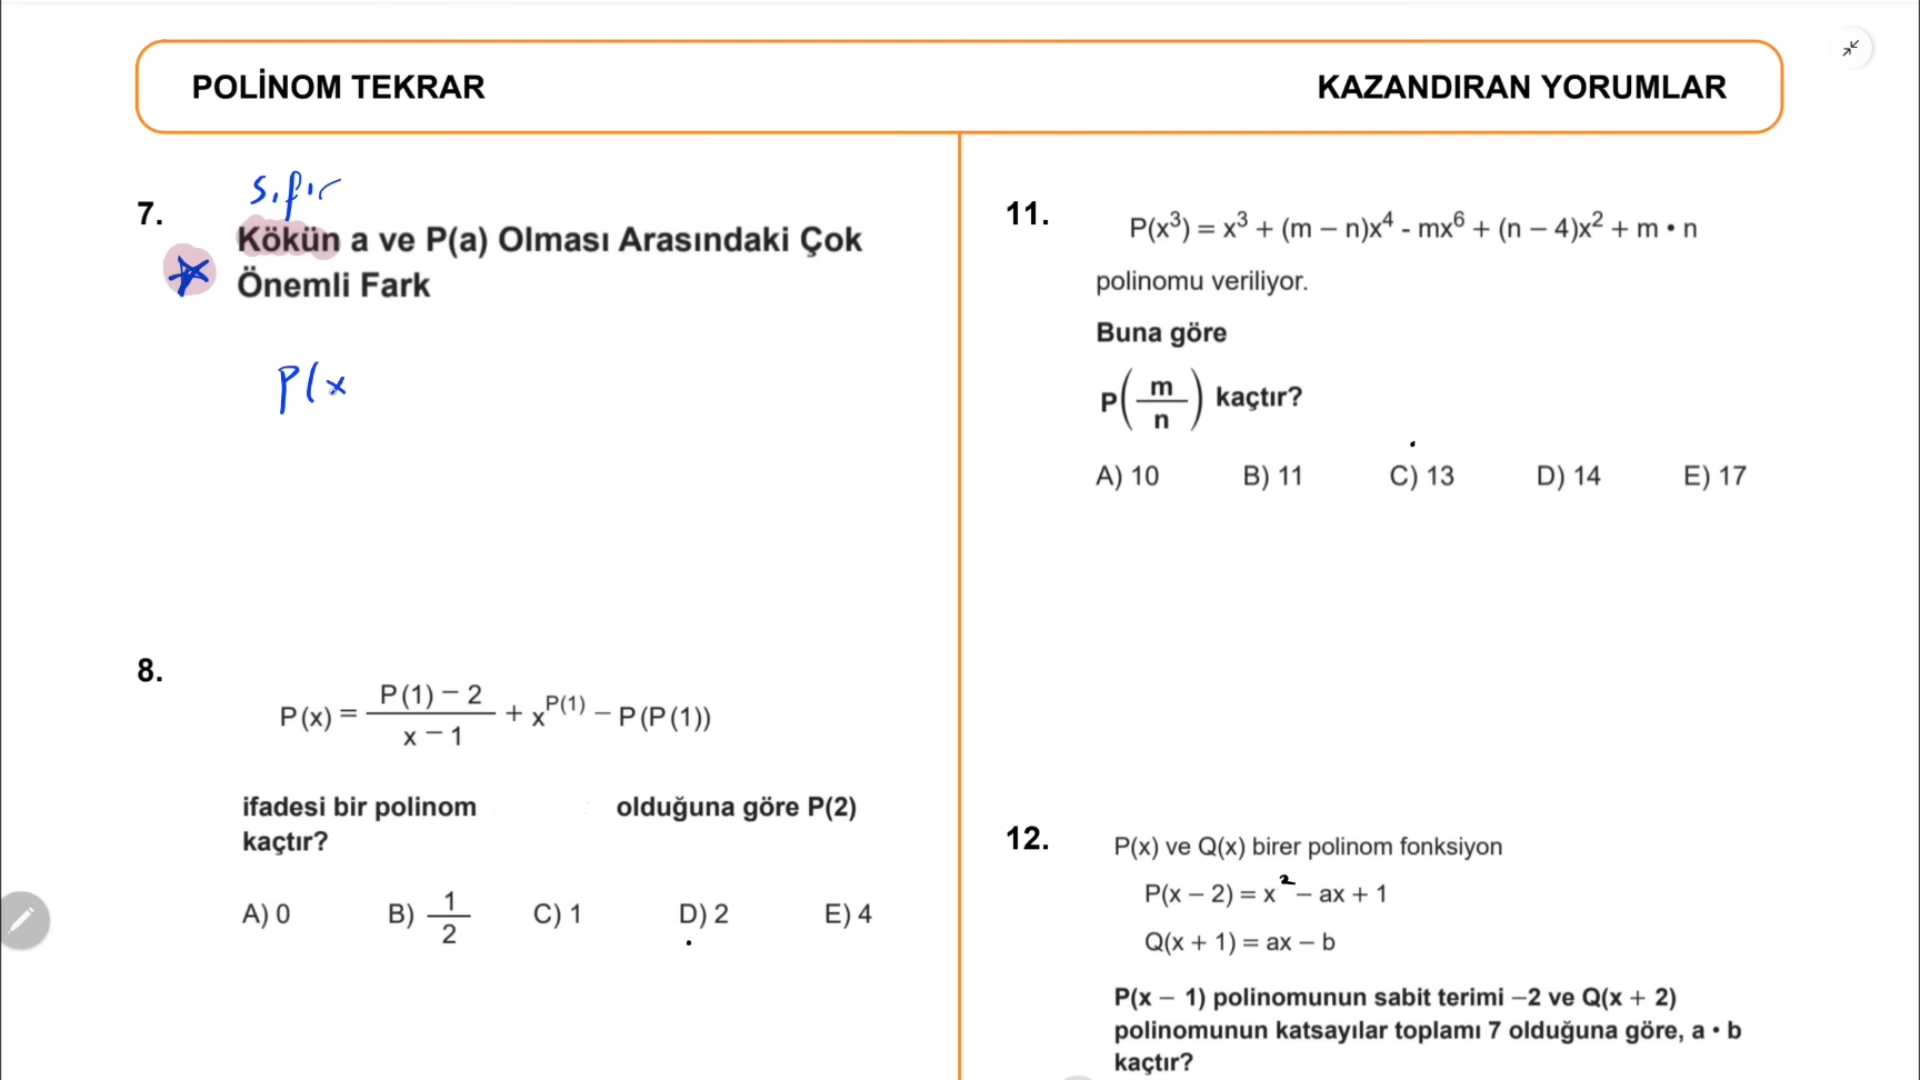 POLİNOM TEKRAR
KAZANDIRAN YORUMLAR
sıfır
7.
Kökün a ve P(a) Olması Arasındaki Çok
Önemli Fark
P(x
8.
P(x) = (P(1) − 2)/(x − 1) + x^P(1) − P(P(1))
ifadesi bir polinom olduğuna göre P(2)
kaçtır?
A) 0 B) 1/2 C) 1 D) 2 E) 4
11.
P(x³) = x³ + (m − n)x⁴ - mx⁶ + (n − 4)x² + m • n
polinomu veriliyor.
Buna göre
P(m/n) kaçtır?
A) 10 B) 11 C) 13 D) 14 E) 17
12.
P(x) ve Q(x) birer polinom fonksiyon
P(x − 2) = x² − ax + 1
Q(x + 1) = ax − b
P(x − 1) polinomunun sabit terimi −2 ve Q(x + 2)
polinomunun katsayılar toplamı 7 olduğuna göre, a • b
kaçtır?